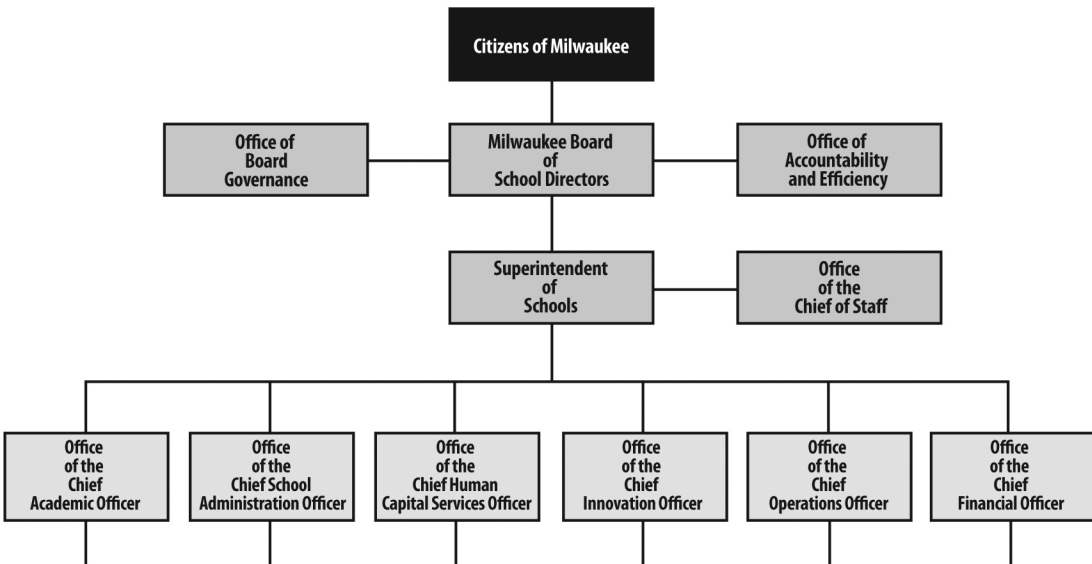 Citizens of Milwaukee
Office of
Board
Governance
Milwaukee Board
of
School Directors
Office of
Accountability
and Efficiency
Superintendent
of
Schools
Office
of the
Chief of Staff
Office
of the
Chief
Academic Officer
Office
of the
Chief School
Administration Officer
Office
of the
Chief Human
Capital Services Officer
Office
of the
Chief
Innovation Officer
Office
of the
Chief
Operations Officer
Office
of the
Chief
Financial Officer